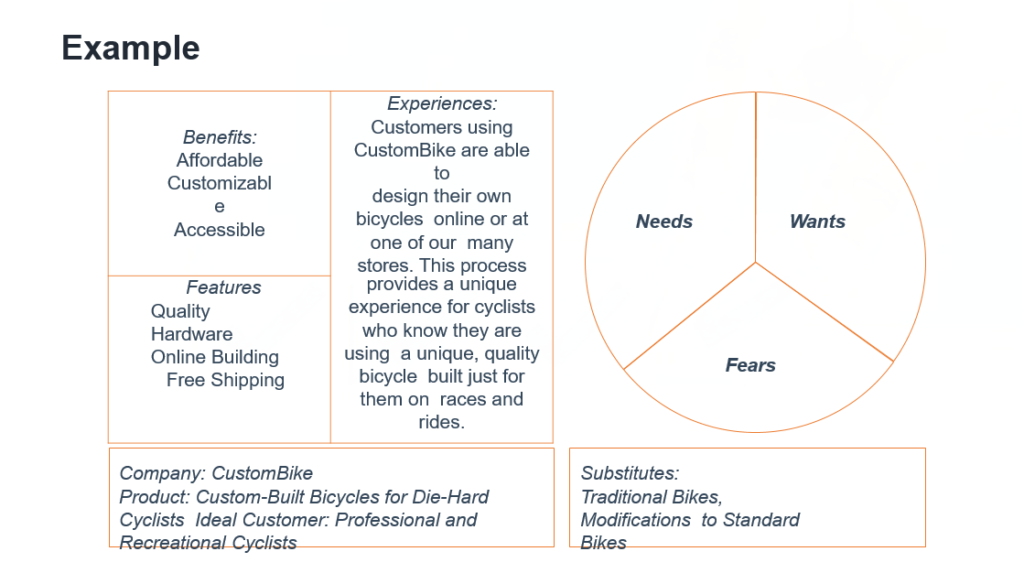 Example
Benefits:
Affordable
Customizabl
e
Accessible
Features
Quality
Hardware
Online Building
Free Shipping
Experiences:
Customers using
CustomBike are able
to
design their own
bicycles online or at
one of our many
stores. This process
provides a unique
experience for cyclists
who know they are
using a unique, quality
bicycle built just for
them on races and
rides.
Needs
Wants
Fears
Company: CustomBike
Product: Custom-Built Bicycles for Die-Hard
Cyclists Ideal Customer: Professional and
Recreational Cyclists
Substitutes:
Traditional Bikes,
Modifications to Standard
Bikes